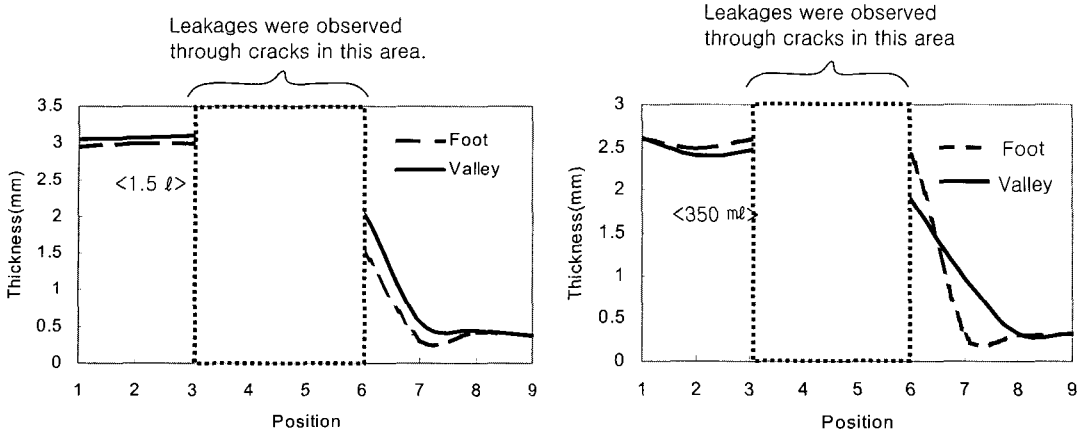 Leakages were observed
through cracks in this area.
3.5
3
2.5
2
1.5
1
0.5
0
Thickness(mm)
<1.5 ℓ>
Foot
Valley
1 2 3 4 5 6 7 8 9
Position
Leakages were observed
through cracks in this area
3
2.5
2
1.5
1
0.5
0
Thickness(mm)
<350 mℓ>
Foot
Valley
1 2 3 4 5 6 7 8 9
Position